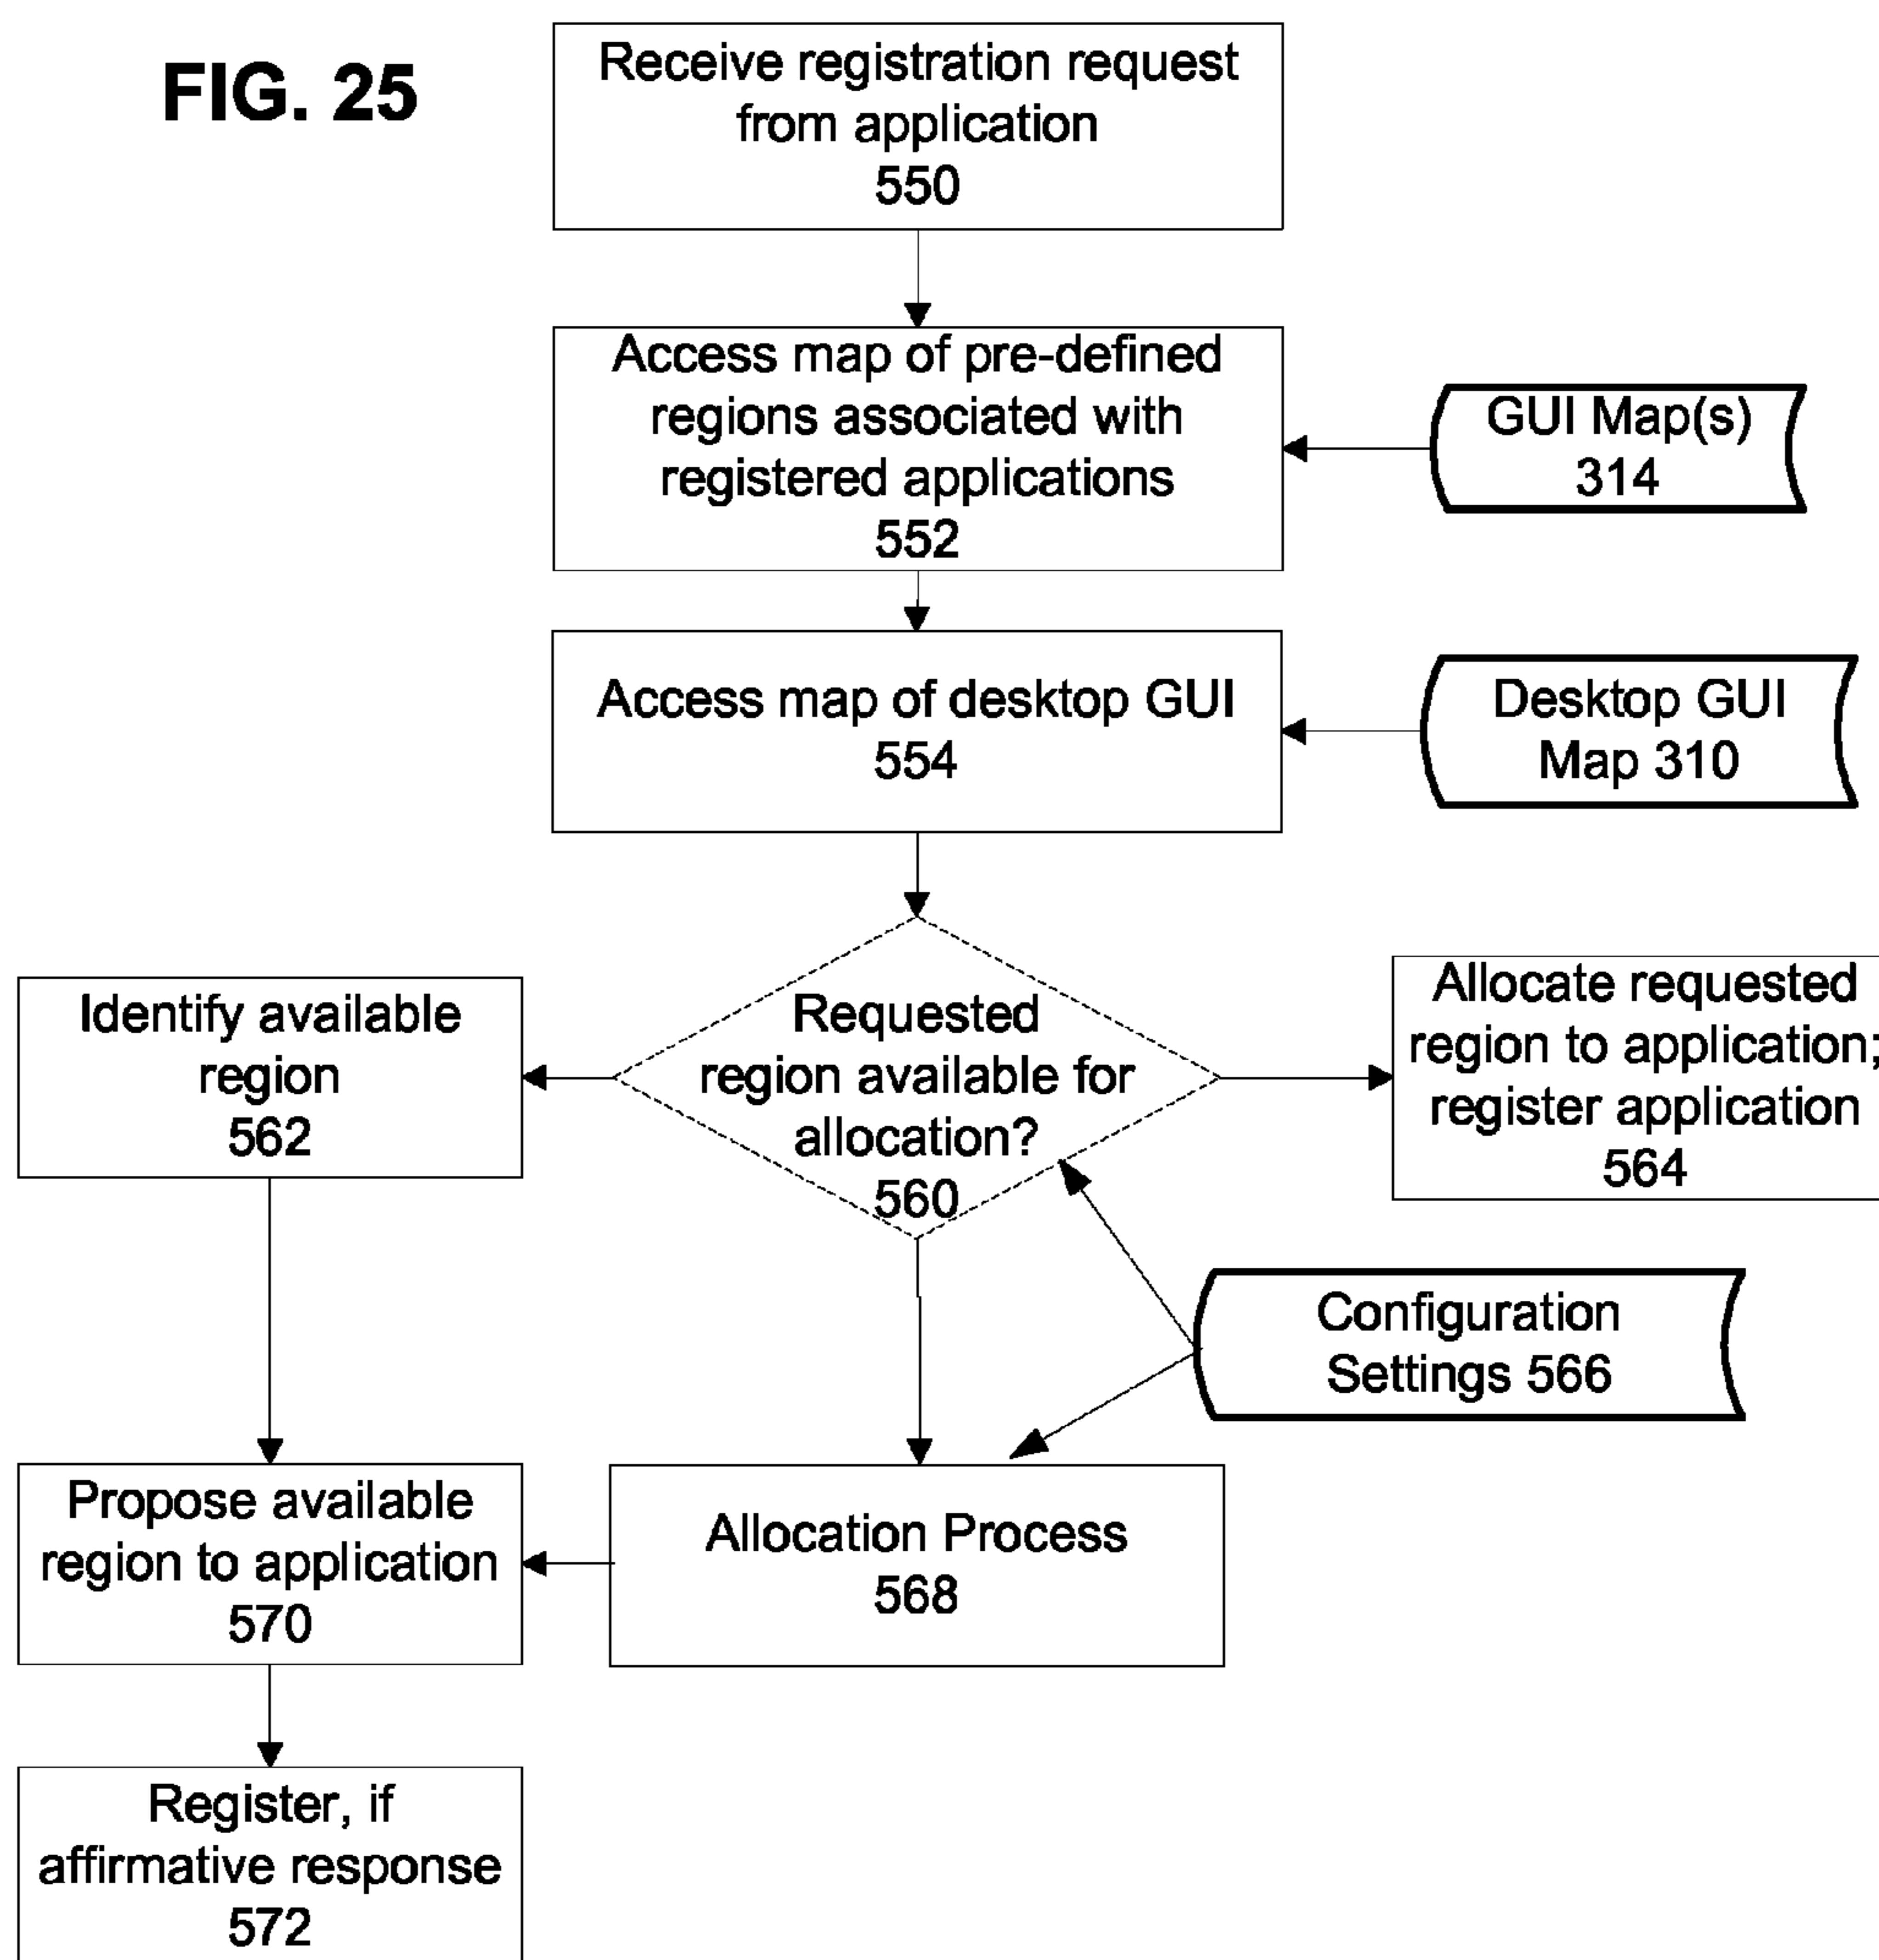 FIG. 25
Receive registration request
from application
550
Access map of pre-defined
regions associated with
registered applications
552
GUI Map(s)
314
Access map of desktop GUI
554
Desktop GUI
Map 310
Identify available
region
562
Requested
region available for
allocation?
560
Allocate requested
region to application;
register application
564
Configuration
Settings 566
Propose available
region to application
570
Allocation Process
568
Register, if
affirmative response
572